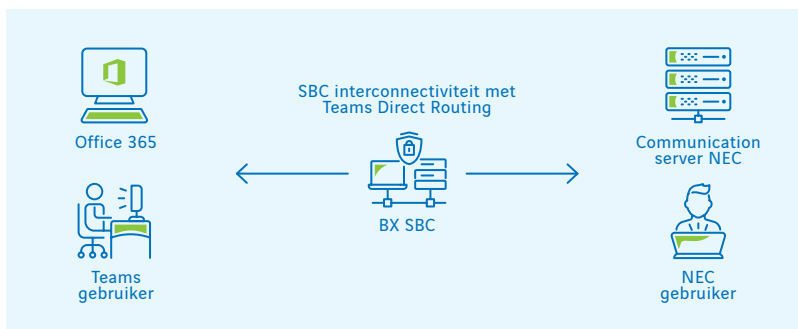 SBC interconnectiviteit met
Teams Direct Routing
Office 365
Communication
server NEC
BX SBC
Teams
gebruiker
NEC
gebruiker